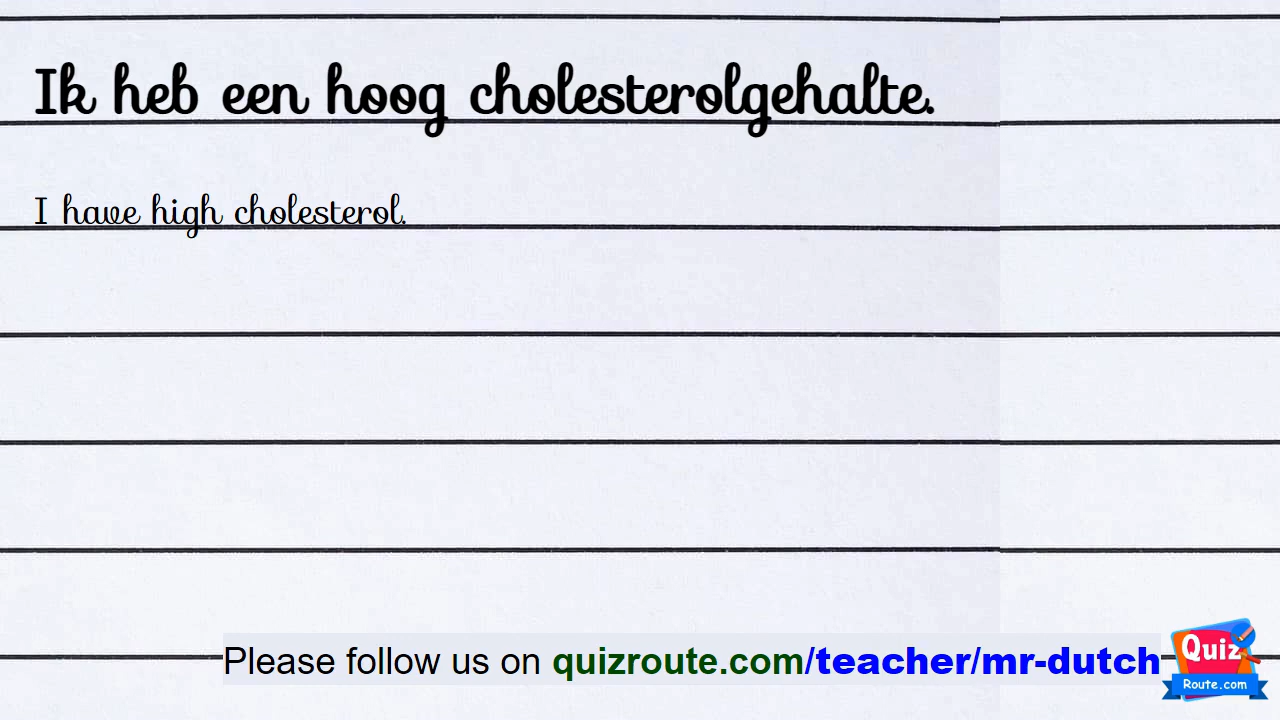 Ik heb een hoog cholesterolgehalte.
I have high cholesterol.
Please follow us on quizroute.com/teacher/mr-dutch
Quiz
Route.com